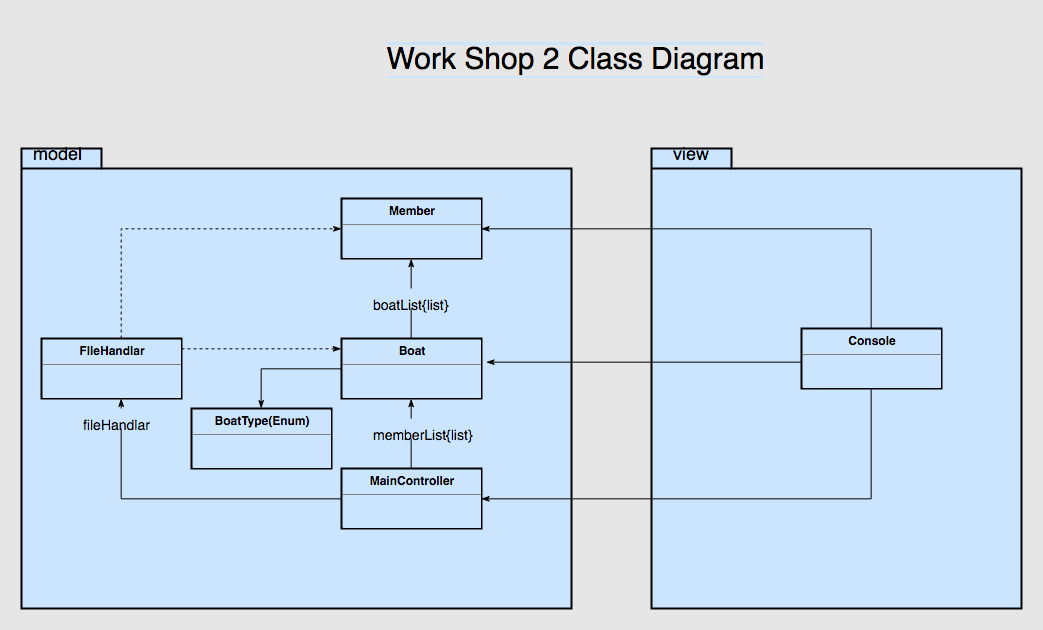 Work Shop 2 Class Diagram
model
view
Member
boatList{list}
FIleHandlar
Boat
Console
BoatType(Enum)
fileHandlar
memberList{list}
MainController